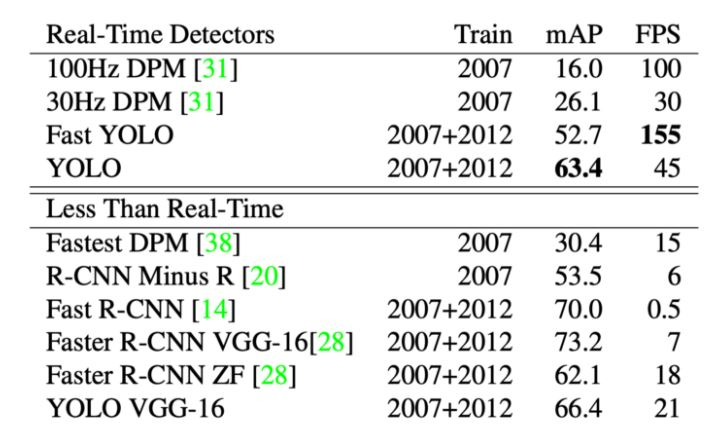 Real-Time Detectors Train mAP FPS
100Hz DPM [31] 2007 16.0 100
30Hz DPM [31] 2007 26.1 30
Fast YOLO 2007+2012 52.7 155
YOLO 2007+2012 63.4 45
Less Than Real-Time
Fastest DPM [38] 2007 30.4 15
R-CNN Minus R [20] 2007 53.5 6
Fast R-CNN [14] 2007+2012 70.0 0.5
Faster R-CNN VGG-16[28] 2007+2012 73.2 7
Faster R-CNN ZF [28] 2007+2012 62.1 18
YOLO VGG-16 2007+2012 66.4 21